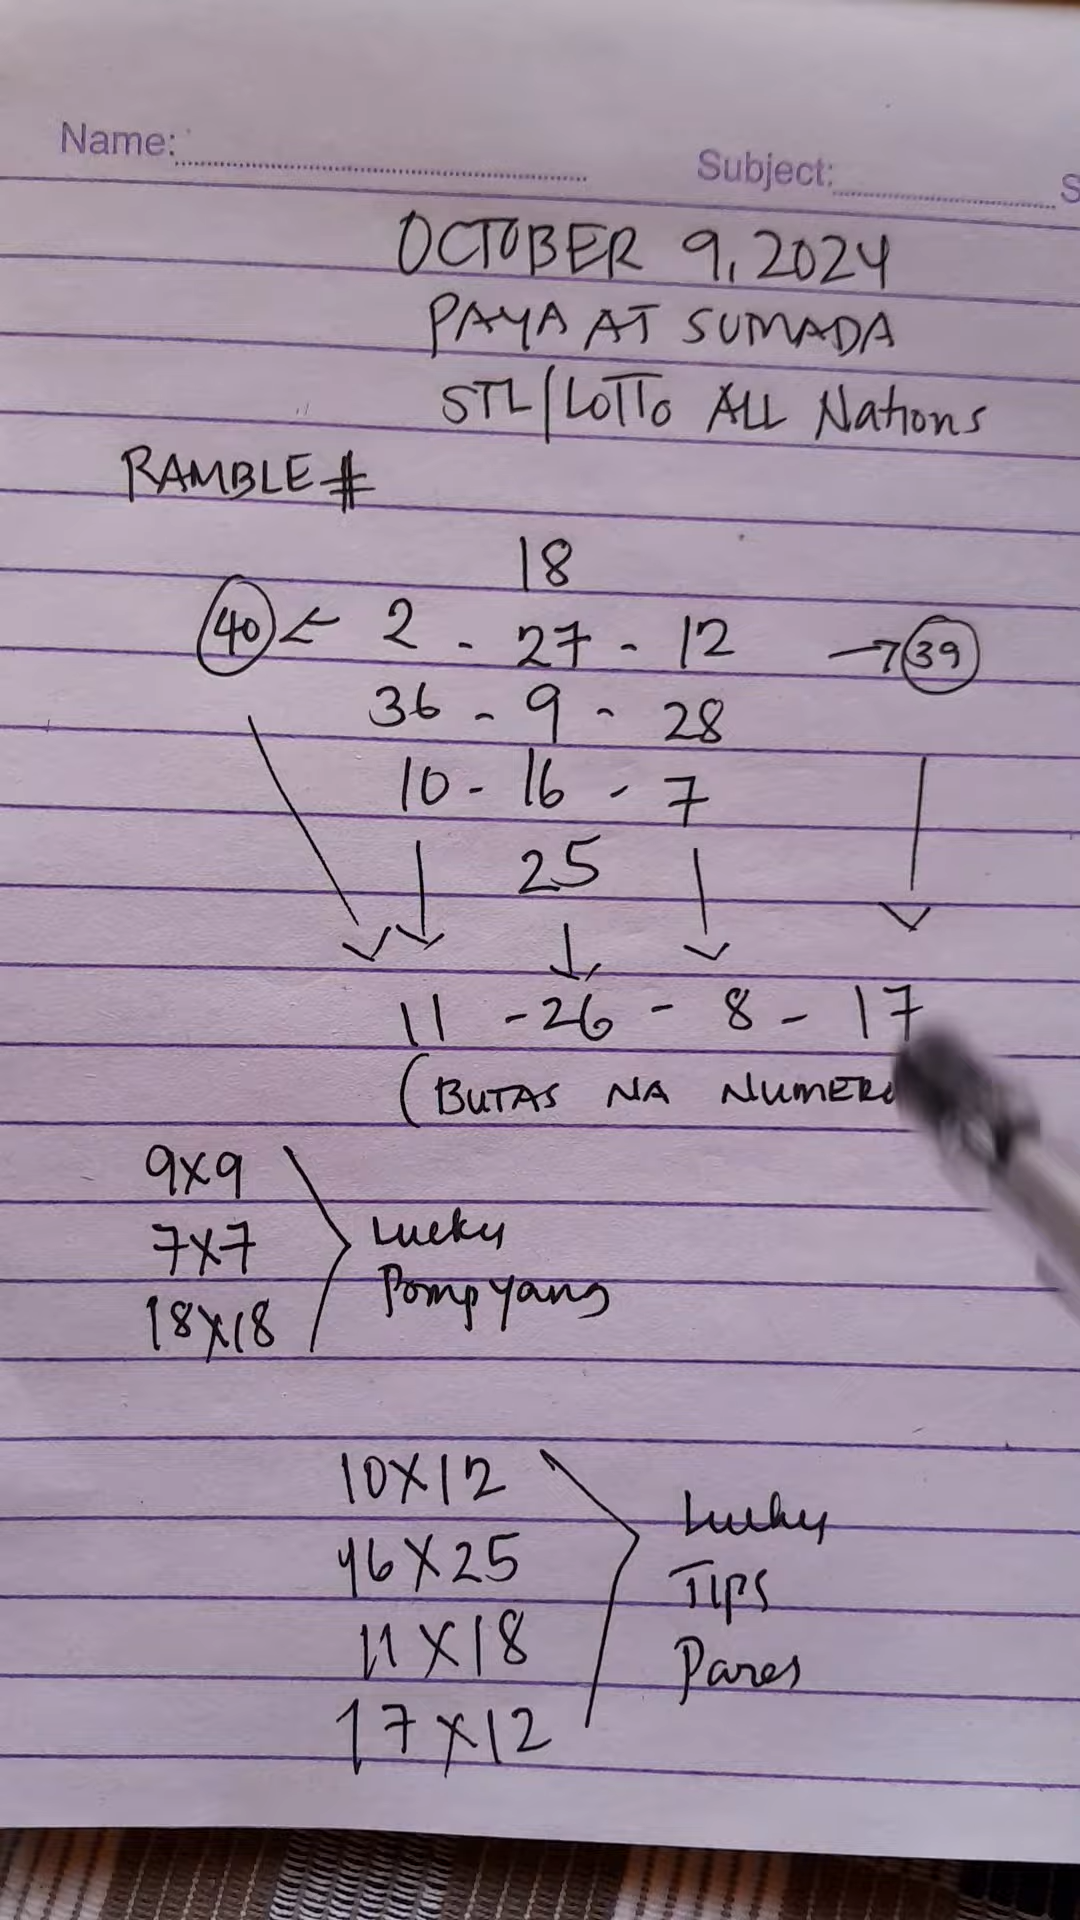 Name:
Subject:
S
OCTOBER 9, 2024
PAYA AT SUMADA
STL/LOTTO ALL Nations
RAMBLE #
18
40 ← 2 - 27 - 12 → 39
36 - 9 - 28
10 - 16 - 7
25
11 - 26 - 8 - 17
(BUTAS NA NUMERO
9X9
7X7
18X18
Lucky
Pompyang
10X12
16X25
11X18
17X12
Lucky
Tips
Pares